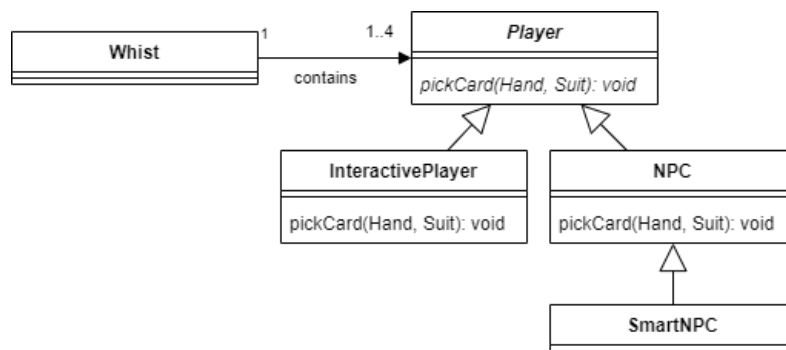 Player
1
1..4
Whist
contains
pickCard(Hand, Suit): void
InteractivePlayer
NPC
pickCard(Hand, Suit): void
pickCard(Hand, Suit): void
SmartNPC